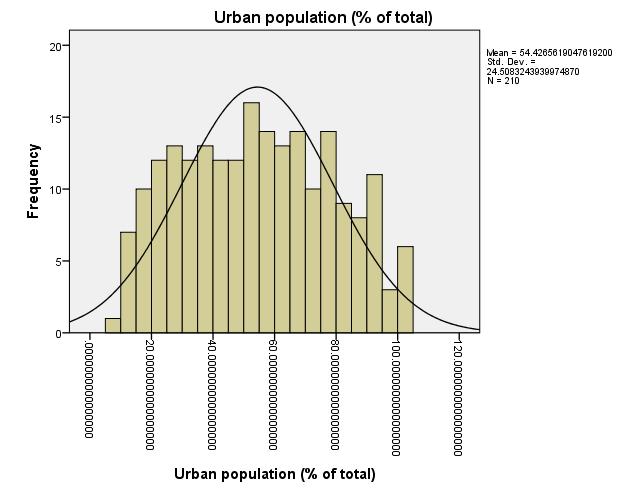 Urban population (% of total)
20
15
10
5
0
Frequency
.0000000000000000
20.0000000000000000
40.0000000000000000
60.0000000000000000
80.0000000000000000
100.0000000000000000
120.0000000000000000
Urban population (% of total)
Mean = 54.4265619047619200
Std. Dev. =
24.5083243939974870
N = 210